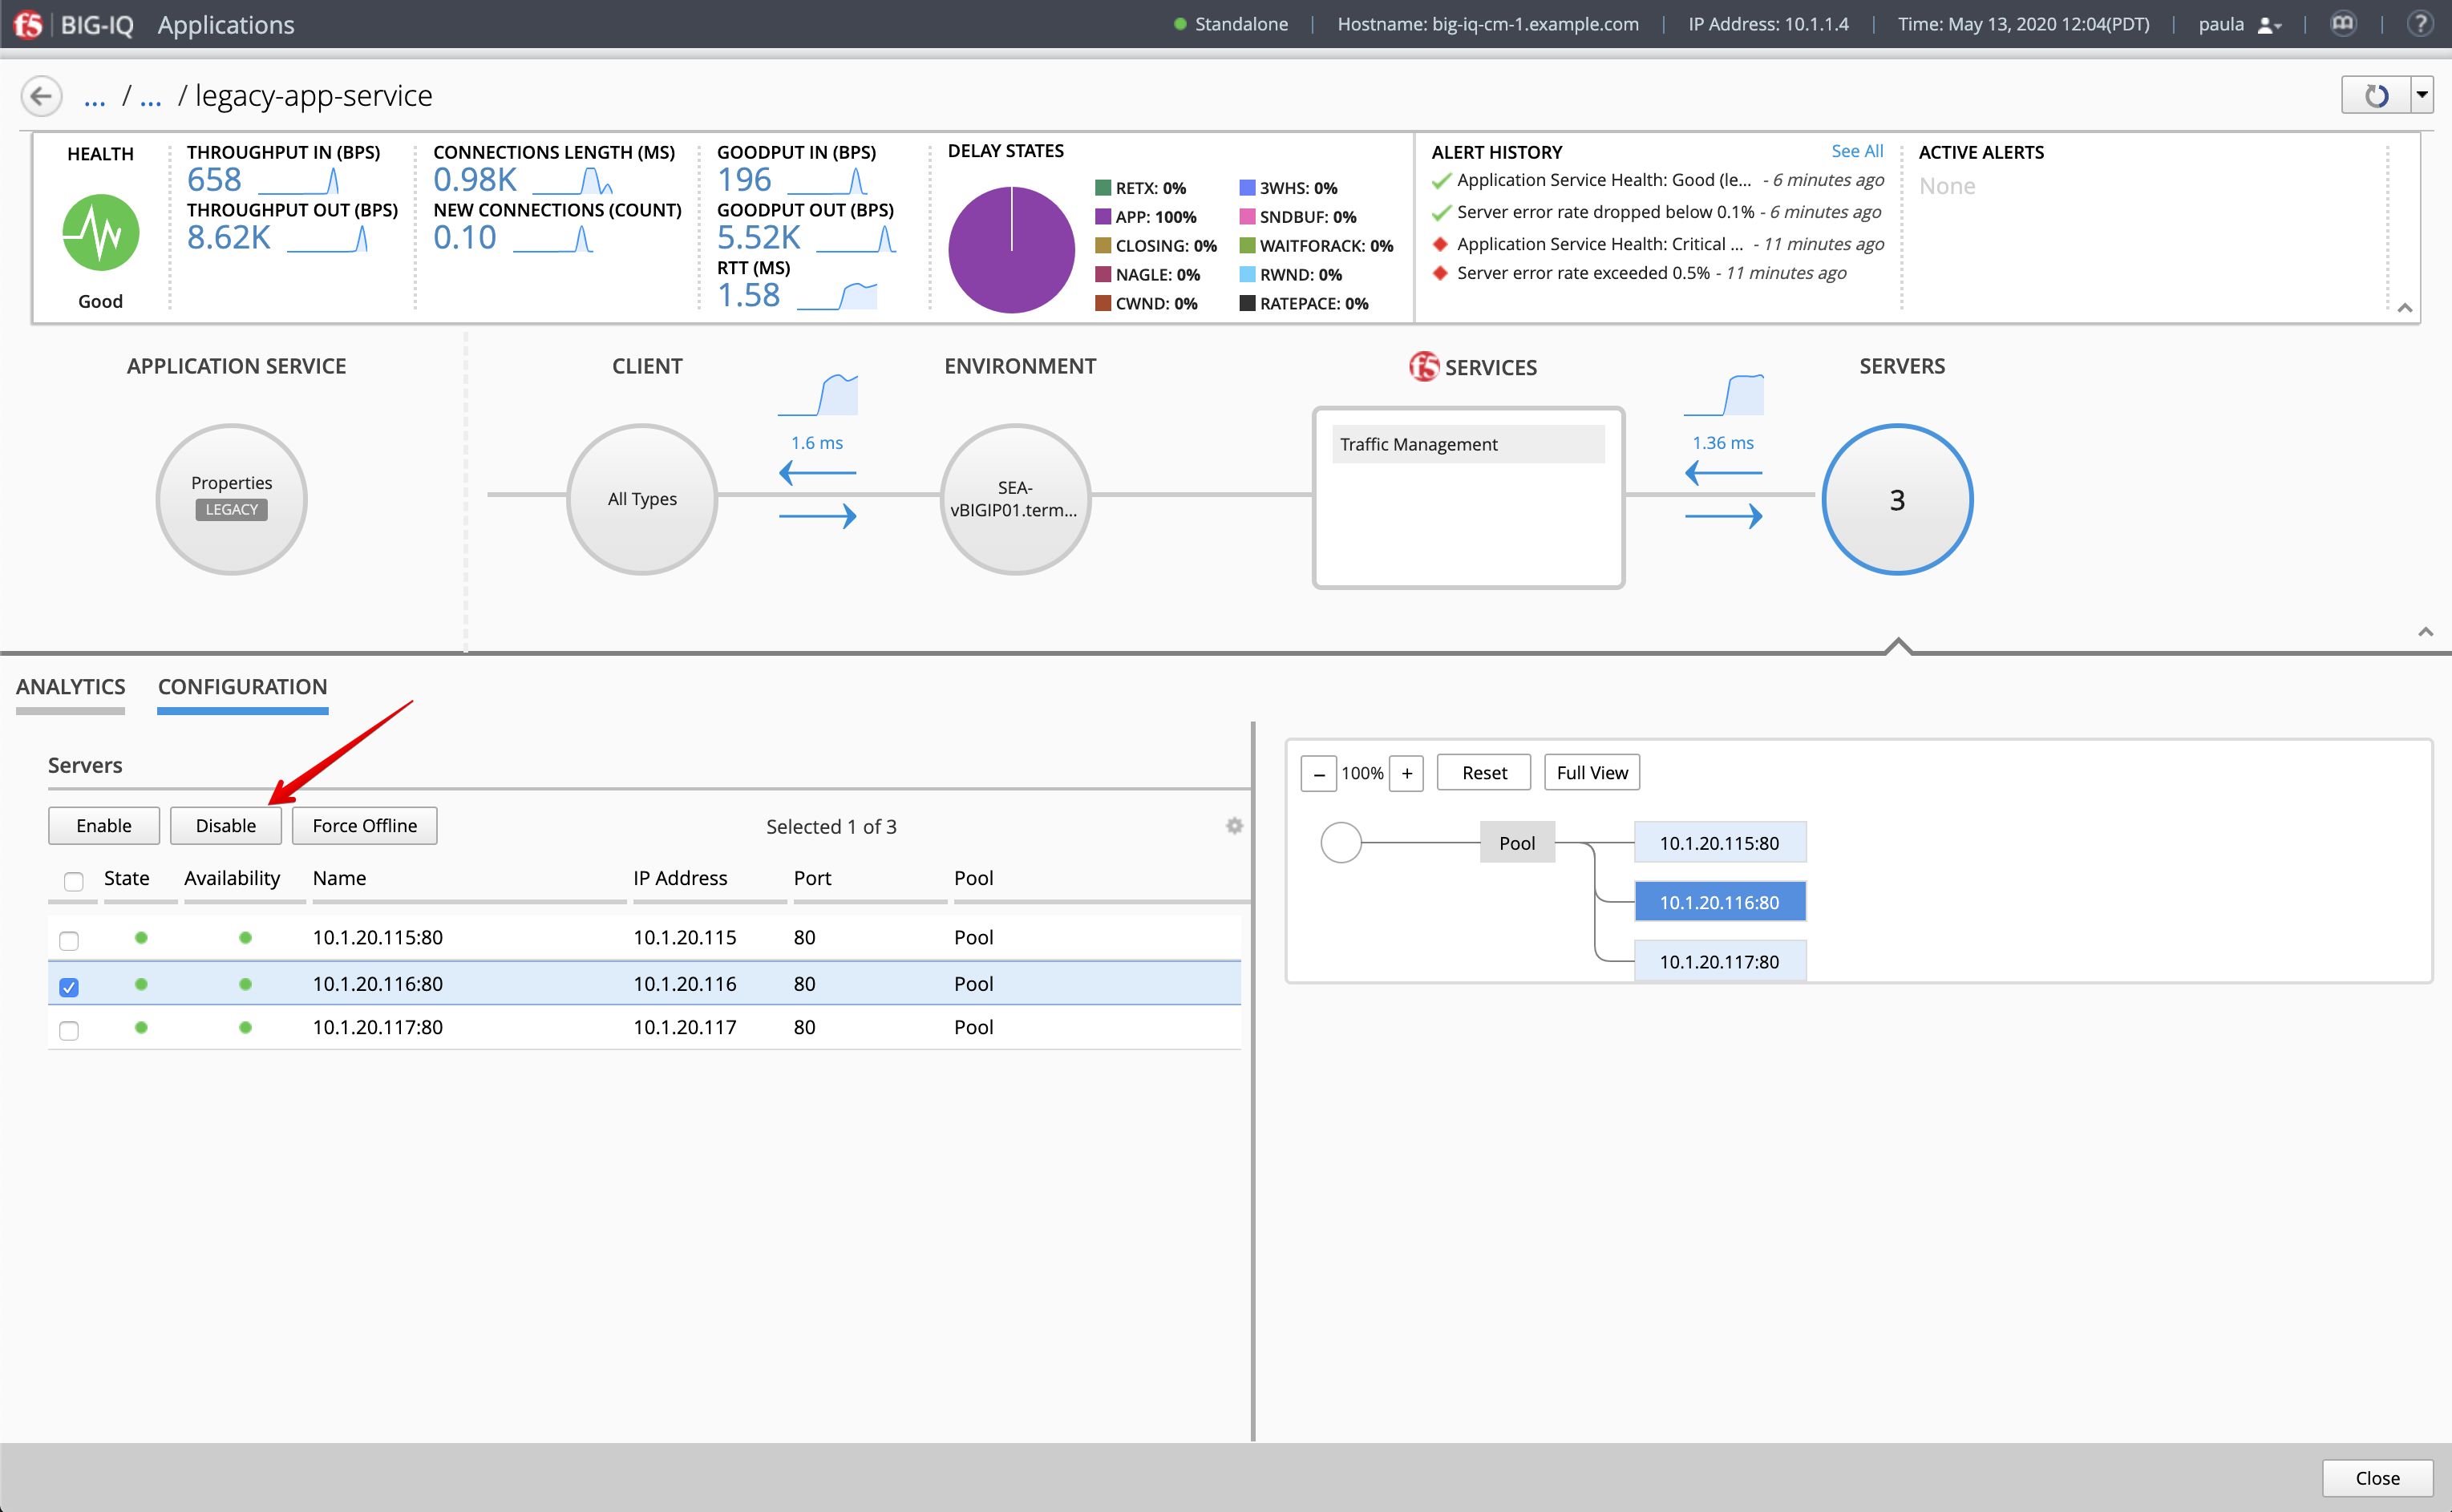 f5 BIG-IQ Applications
Standalone | Hostname: big-iq-cm-1.example.com | IP Address: 10.1.1.4 | Time: May 13, 2020 12:04(PDT) | paula | ?
... / ... / legacy-app-service
HEALTH
Good
THROUGHPUT IN (BPS)
658
THROUGHPUT OUT (BPS)
8.62K
CONNECTIONS LENGTH (MS)
0.98K
NEW CONNECTIONS (COUNT)
0.10
GOODPUT IN (BPS)
196
GOODPUT OUT (BPS)
5.52K
RTT (MS)
1.58
DELAY STATES
RETX: 0%
APP: 100%
CLOSING: 0%
NAGLE: 0%
CWND: 0%
3WHS: 0%
SNDBUF: 0%
WAITFORACK: 0%
RWND: 0%
RATEPACE: 0%
ALERT HISTORY See All
Application Service Health: Good (le... - 6 minutes ago
Server error rate dropped below 0.1% - 6 minutes ago
Application Service Health: Critical ... - 11 minutes ago
Server error rate exceeded 0.5% - 11 minutes ago
ACTIVE ALERTS
None
APPLICATION SERVICE
Properties
LEGACY
CLIENT
All Types
1.6 ms
ENVIRONMENT
SEA-
vBIGIP01.term...
f5 SERVICES
Traffic Management
1.36 ms
SERVERS
3
ANALYTICS CONFIGURATION
Servers
Enable Disable Force Offline Selected 1 of 3
State Availability Name IP Address Port Pool
10.1.20.115:80 10.1.20.115 80 Pool
10.1.20.116:80 10.1.20.116 80 Pool
10.1.20.117:80 10.1.20.117 80 Pool
– 100% + Reset Full View
Pool
10.1.20.115:80
10.1.20.116:80
10.1.20.117:80
Close